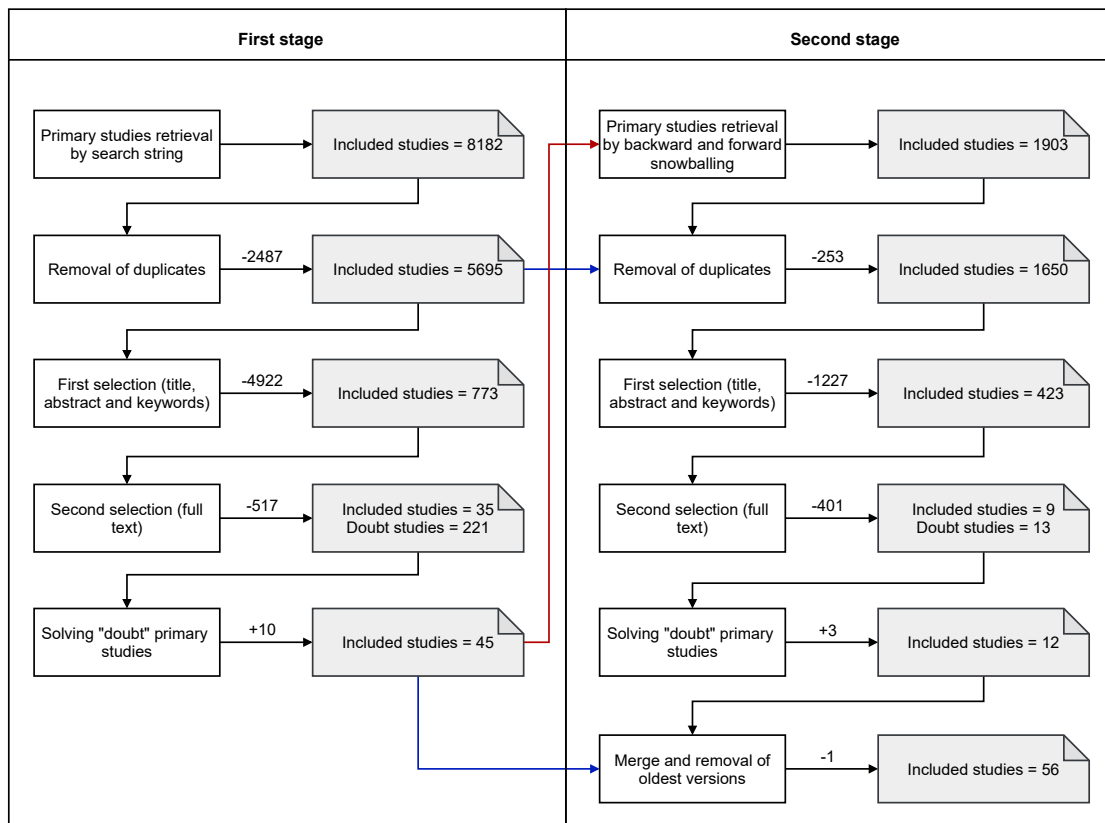 First stage
Second stage
Primary studies retrieval
by search string
Included studies = 8182
Primary studies retrieval
by backward and forward
snowballing
Included studies = 1903
Removal of duplicates
-2487
Included studies = 5695
Removal of duplicates
-253
Included studies = 1650
First selection (title,
abstract and keywords)
-4922
Included studies = 773
First selection (title,
abstract and keywords)
-1227
Included studies = 423
Second selection (full
text)
-517
Included studies = 35
Doubt studies = 221
Second selection (full
text)
-401
Included studies = 9
Doubt studies = 13
Solving "doubt" primary
studies
+10
Included studies = 45
Solving "doubt" primary
studies
+3
Included studies = 12
Merge and removal of
oldest versions
-1
Included studies = 56